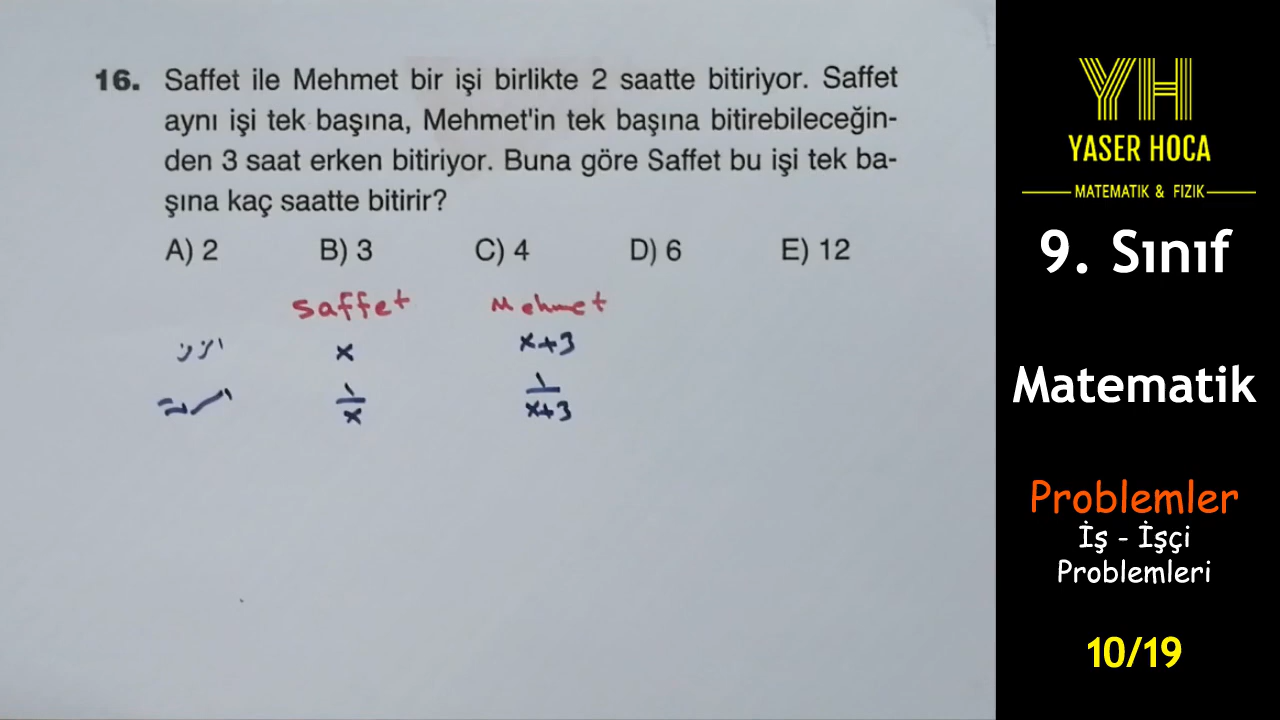 16. Saffet ile Mehmet bir işi birlikte 2 saatte bitiriyor. Saffet
aynı işi tek başına, Mehmet'in tek başına bitirebileceğin-
den 3 saat erken bitiriyor. Buna göre Saffet bu işi tek ba-
şına kaç saatte bitirir?
A) 2 B) 3 C) 4 D) 6 E) 12
Saffet Mehmet
x x+3
1/x 1/x+3
YH
YASER HOCA
MATEMATIK & FIZIK
9. Sınıf
Matematik
Problemler
İş - İşçi
Problemleri
10/19